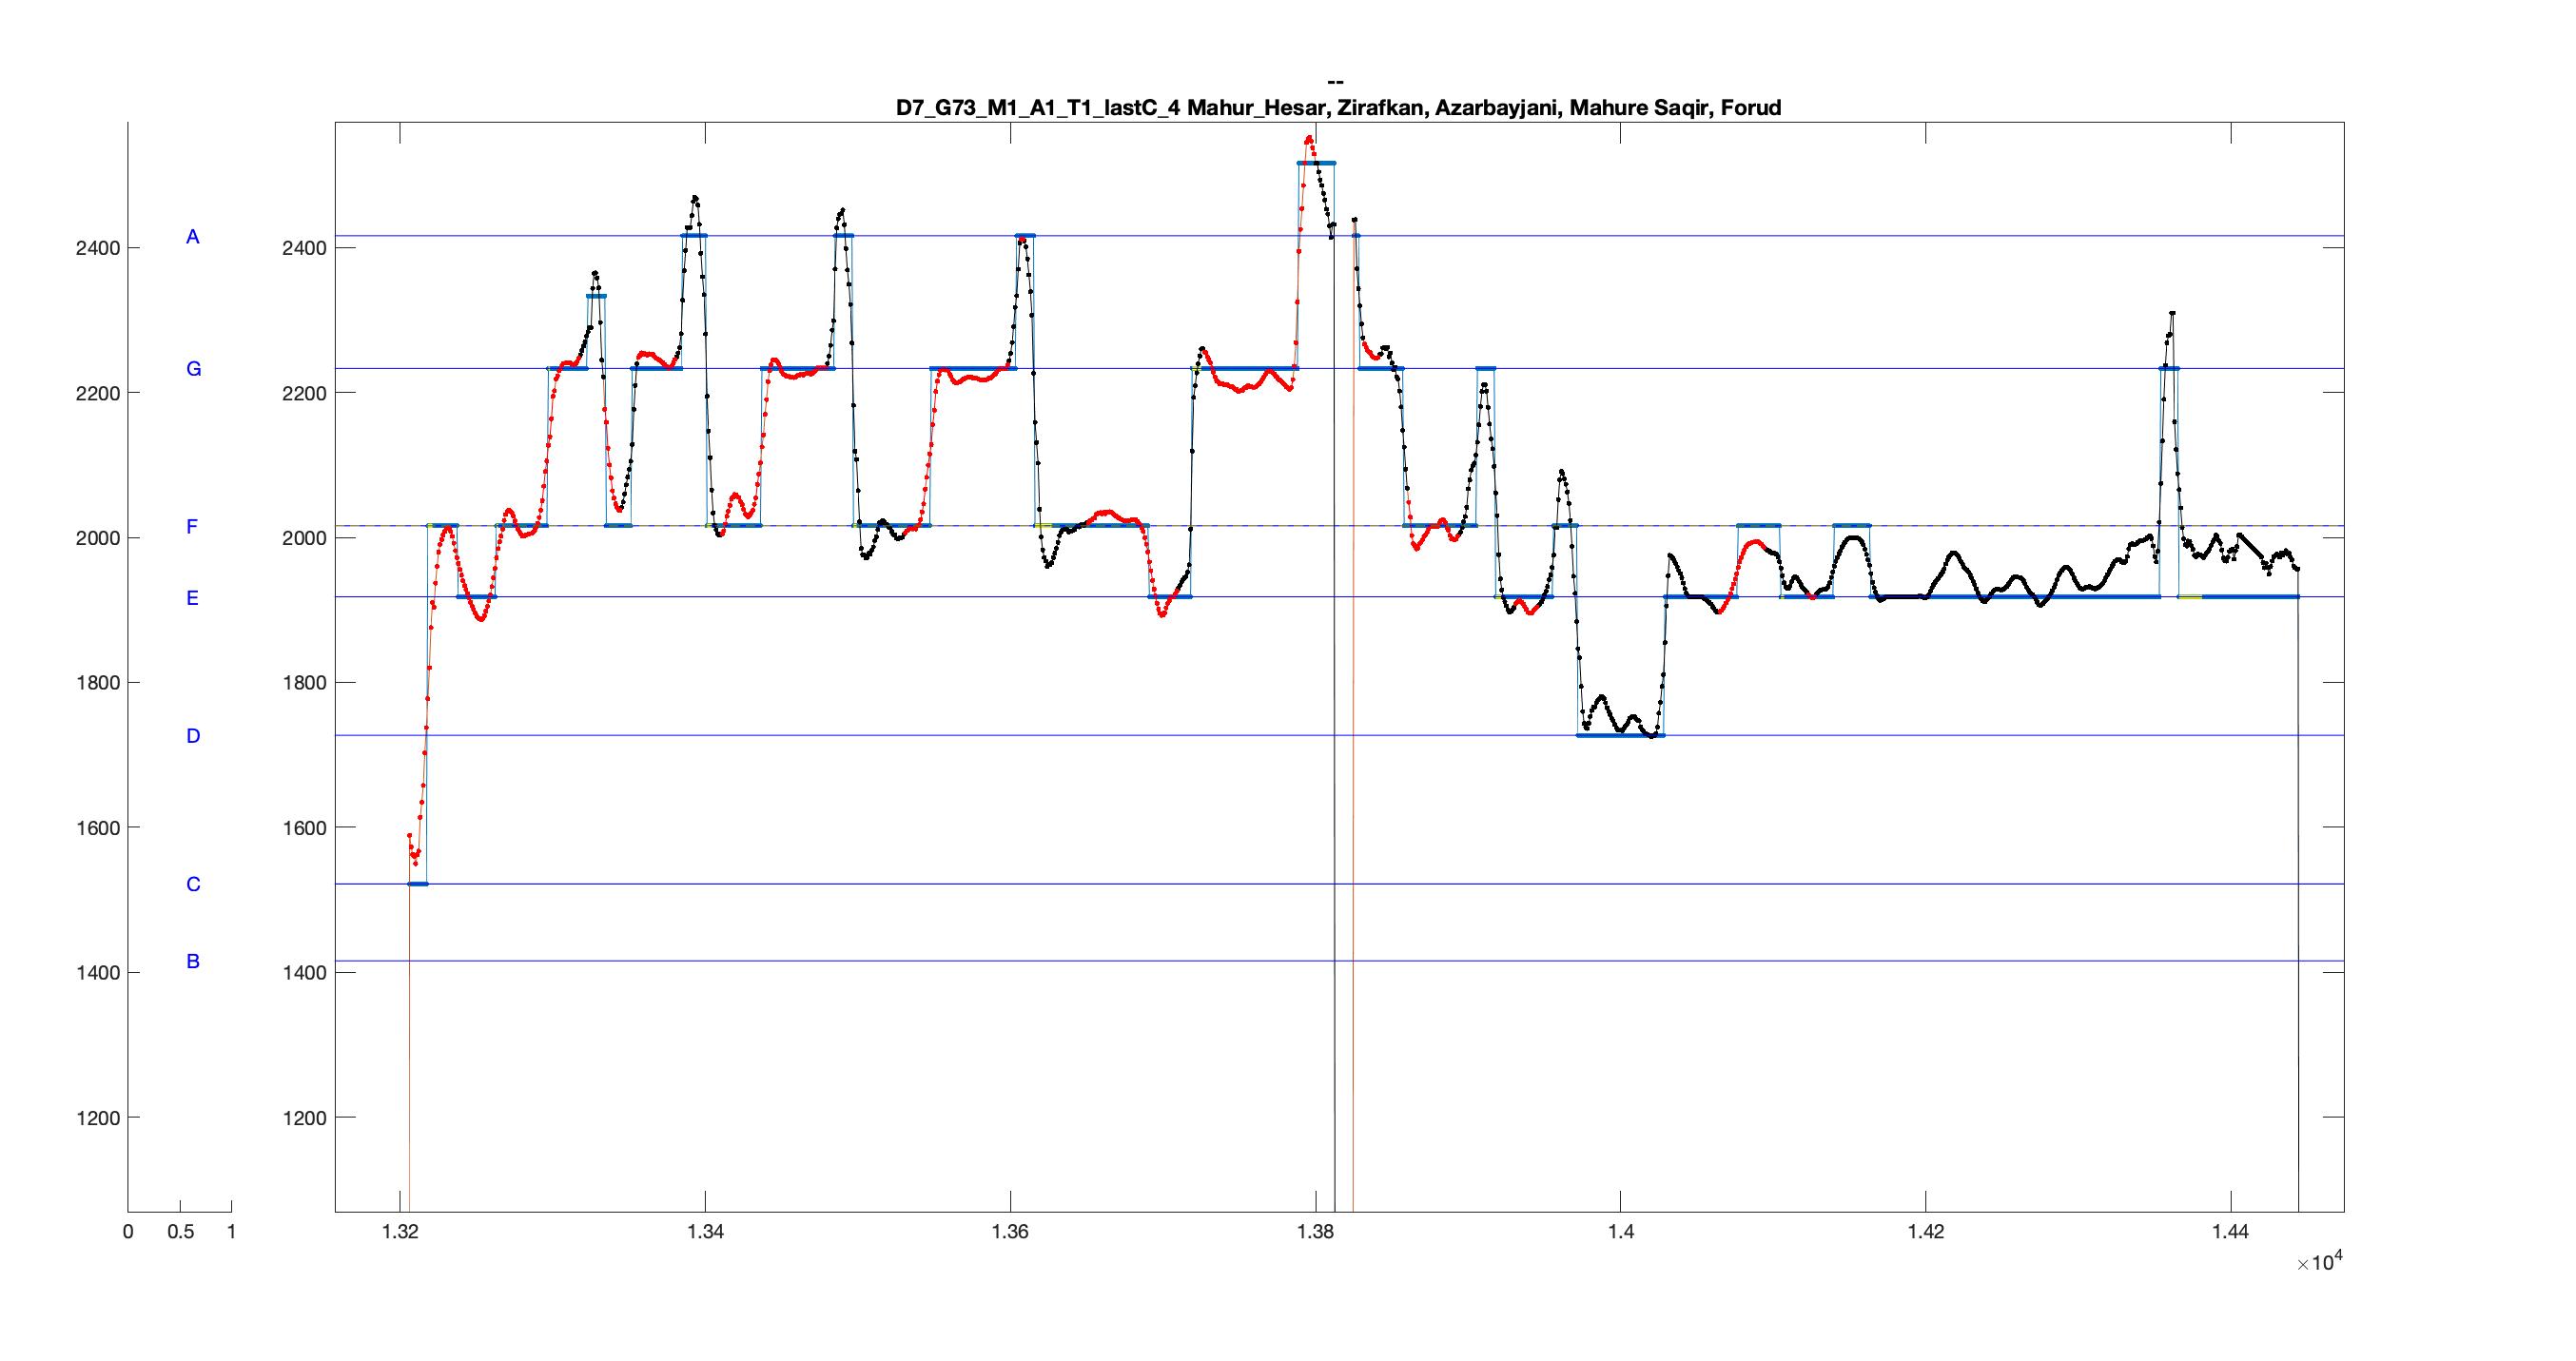 --
D7_G73_M1_A1_T1_lastC_4 Mahur_Hesar, Zirafkan, Azarbayjani, Mahure Saqir, Forud
2400 A 2400
G
2200 2200
F
2000 2000
E
1800 1800
D
1600 1600
C
B
1400 1400
1200 1200
0 0.5 1 1.32 1.34 1.36 1.38 1.4 1.42 1.44
×10^4